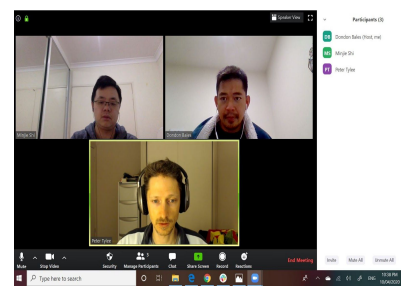 Speaker View
Participants (3)
DB Dondon Bales (Host, me)
MS Minjie Shi
PT Peter Tylee
Minjie Shi
Dondon Bales
Peter Tylee
Mute
Stop Video
Security
3
Manage Participants
Chat
Share Screen
Record
Reactions
End Meeting
Invite
Mute All
Unmute All
Type here to search
ENG
10:38 PM
10/04/2020